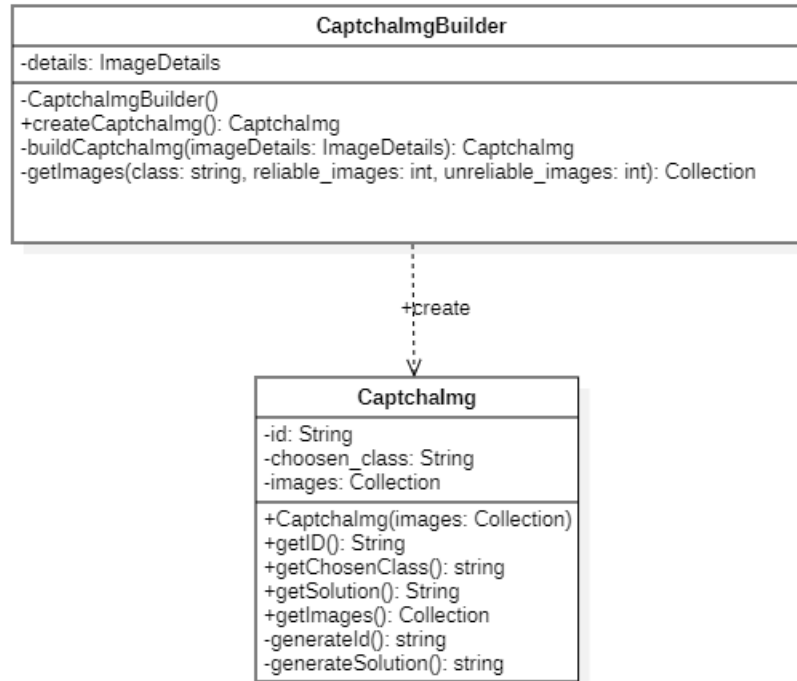 CaptchaImgBuilder
-details: ImageDetails
-CaptchaImgBuilder()
+createCaptchaImg(): CaptchaImg
-buildCaptchaImg(imageDetails: ImageDetails): CaptchaImg
-getImages(class: string, reliable_images: int, unreliable_images: int): Collection
+create
CaptchaImg
-id: String
-choosen_class: String
-images: Collection
+CaptchaImg(images: Collection)
+getID(): String
+getChosenClass(): string
+getSolution(): String
+getImages(): Collection
-generateId(): string
-generateSolution(): string